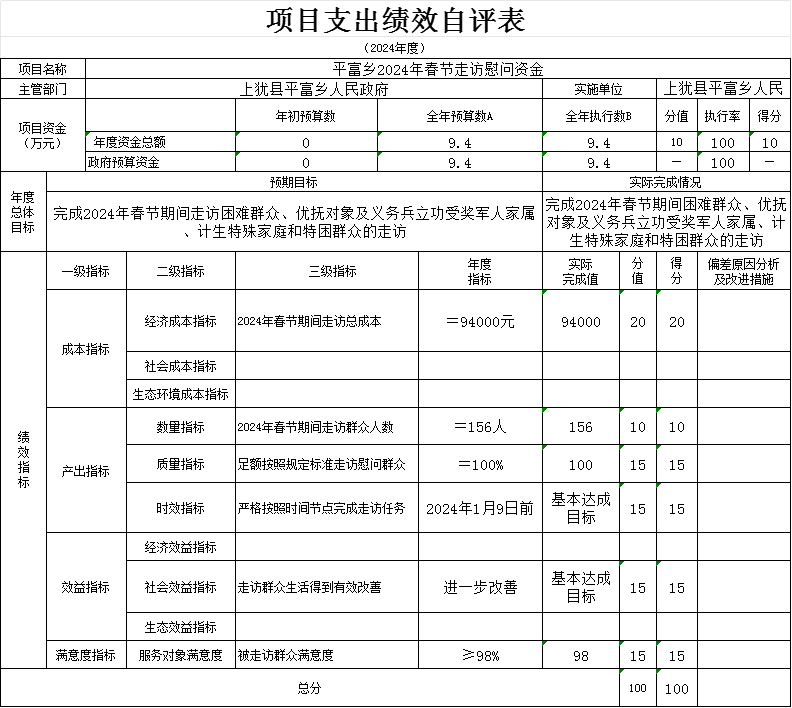 项目支出绩效自评表
（2024年度）
项目名称 平富乡2024年春节走访慰问资金
主管部门 上犹县平富乡人民政府 实施单位 上犹县平富乡人民
项目资金
（万元） 年初预算数 全年预算数A 全年执行数B 分值 执行率 得分
年度资金总额 0 9.4 9.4 10 100 10
政府预算资金 0 9.4 9.4 － 100 －
年度
总体
目标 预期目标 实际完成情况
完成2024年春节期间走访困难群众、优抚对象及义务兵立功受奖军人家属
、计生特殊家庭和特困群众的走访
完成2024年春节期间走访困难群众、优抚
对象及义务兵立功受奖军人家属、计
生特殊家庭和特困群众的走访
绩
效
指
标
一级指标 二级指标 三级指标 年度
指标 实际
完成值 分
值 得
分 偏差原因分析
及改进措施
成本指标 经济成本指标 2024年春节期间走访总成本 ＝94000元 94000 20 20
社会成本指标
生态环境成本指标
产出指标 数量指标 2024年春节期间走访群众人数 ＝156人 156 10 10
质量指标 足额按照规定标准走访慰问群众 ＝100% 100 15 15
时效指标 严格按照时间节点完成走访任务 2024年1月9日前 基本达成
目标 15 15
效益指标 经济效益指标
社会效益指标 走访群众生活得到有效改善 进一步改善 基本达成
目标 15 15
生态效益指标
满意度指标 服务对象满意度 被走访群众满意度 ≥98% 98 15 15
总分 100 100